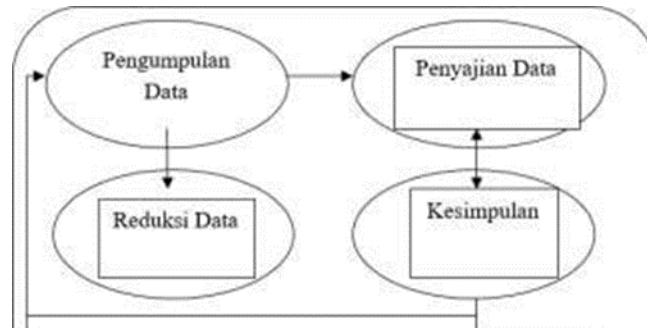 Pengumpulan
Data
Penyajian Data
Reduksi Data
Kesimpulan